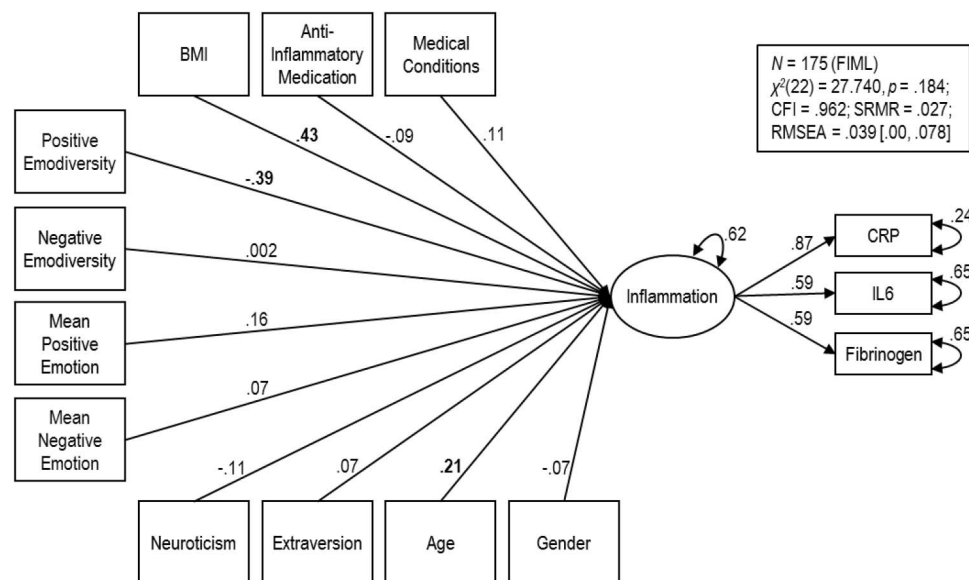 BMI
Anti-
Inflammatory
Medication
Medical
Conditions
N = 175 (FIML)
χ²(22) = 27.740, p = .184;
CFI = .962; SRMR = .027;
RMSEA = .039 [.00, .078]
Positive
Emodiversity
Negative
Emodiversity
Mean
Positive
Emotion
Mean
Negative
Emotion
.43
-.09
.11
-.39
.002
.16
.07
-.11
.07
.21
-.07
Neuroticism
Extraversion
Age
Gender
Inflammation
.62
.87
.59
.59
CRP
.24
IL6
.65
Fibrinogen
.65